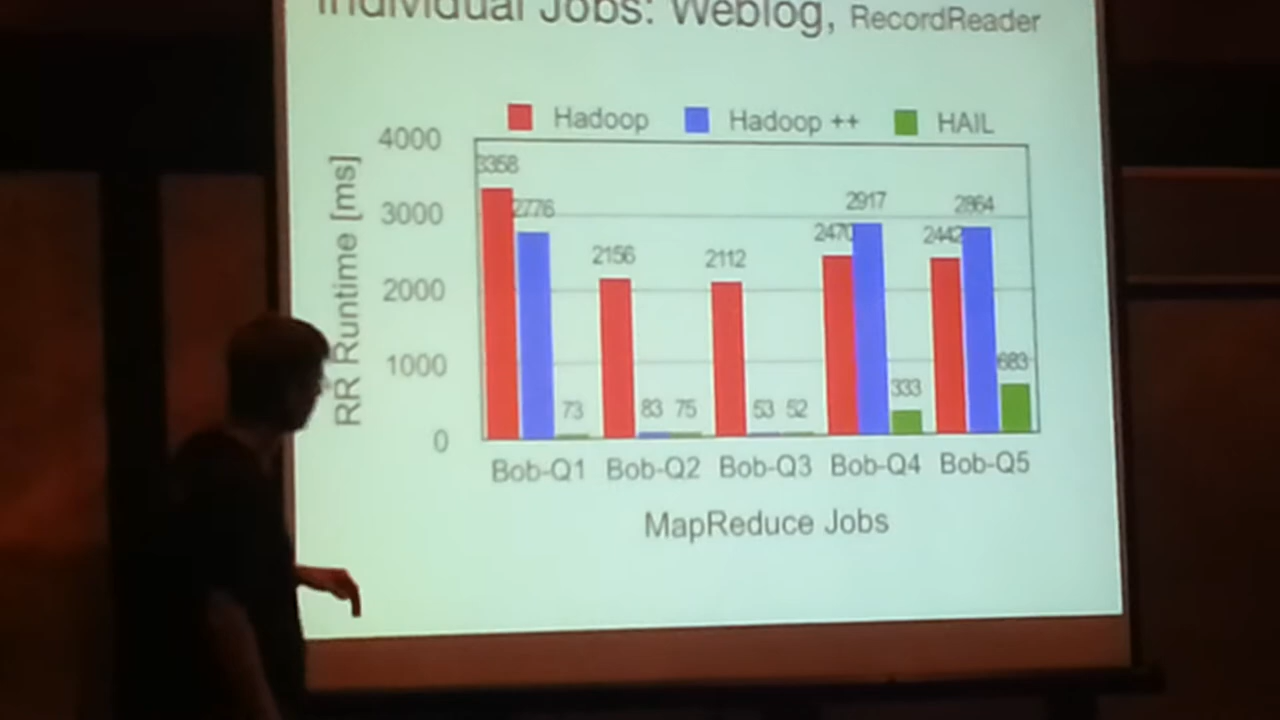 Individual Jobs: Weblog, RecordReader
Hadoop Hadoop ++ HAIL
RR Runtime [ms]
4000
3000
2000
1000
0
3358 2776 73
2156 83 75
2112 53 52
2470 2917 333
2442 2864 683
Bob-Q1 Bob-Q2 Bob-Q3 Bob-Q4 Bob-Q5
MapReduce Jobs